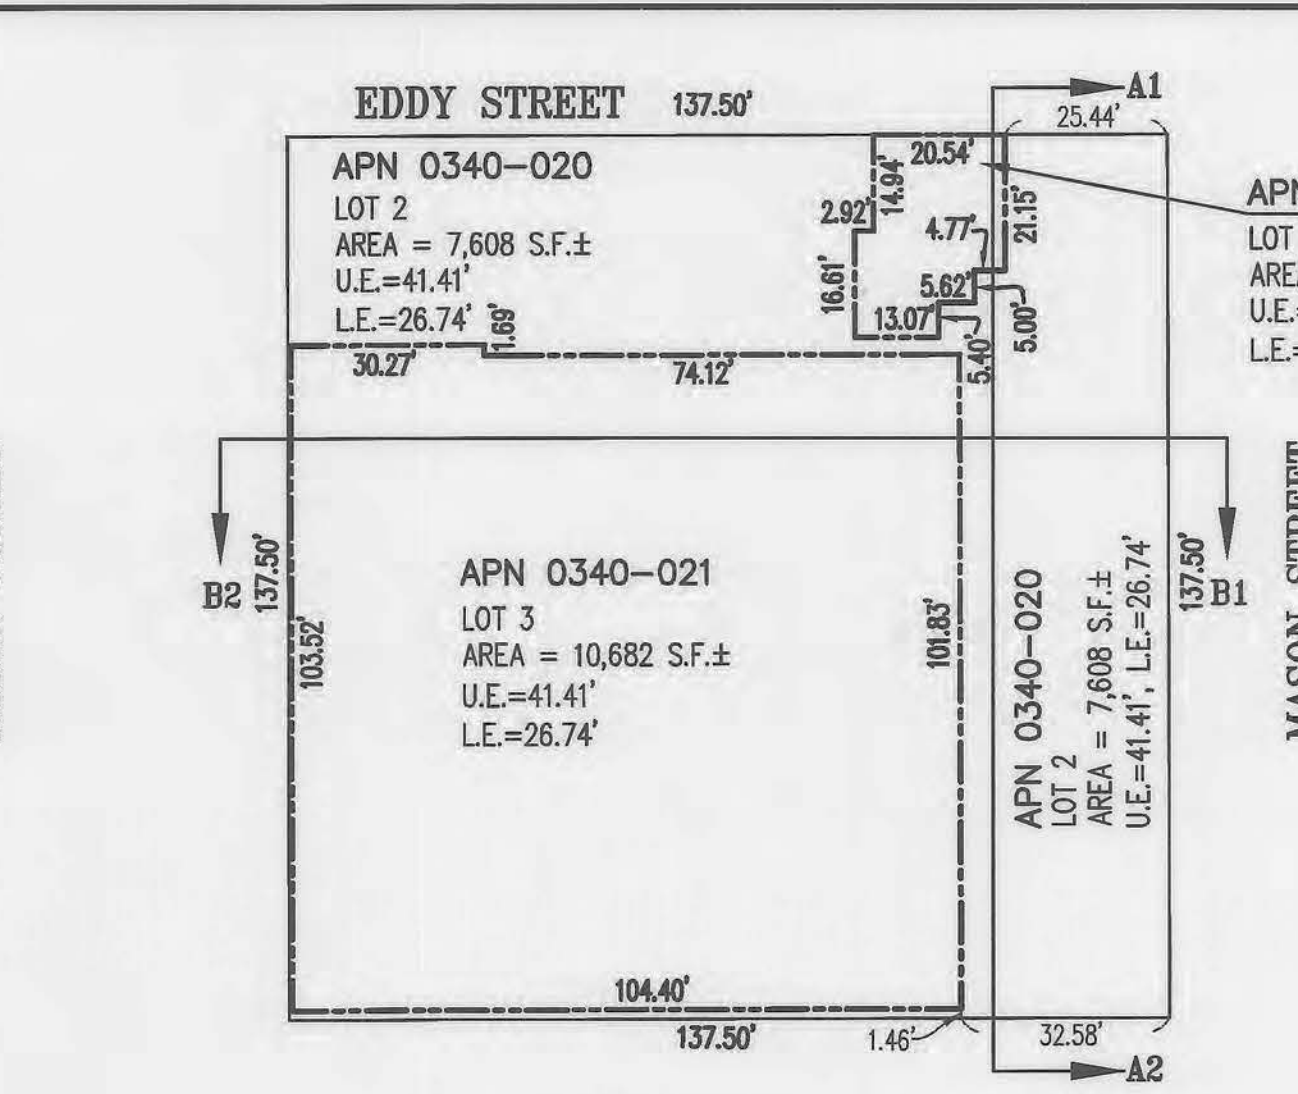 EDDY STREET 137.50'
A1
25.44'
APN 0340-020
LOT 2
AREA = 7,608 S.F.±
U.E.=41.41'
L.E.=26.74'
20.54'
14.94'
2.92'
21.15'
4.77'
16.61'
5.62'
13.07'
5.00'
5.40'
1.69'
30.27'
74.12'
LOT
U.E.
L.E.
B2
137.50'
103.52'
APN 0340-021
LOT 3
AREA = 10,682 S.F.±
U.E.=41.41'
L.E.=26.74'
101.83'
APN 0340-020
LOT 2
AREA = 7,608 S.F.±
U.E.=41.41', L.E.=26.74'
137.50'
B1
MASON STREET
104.40'
137.50'
1.46'
32.58'
A2